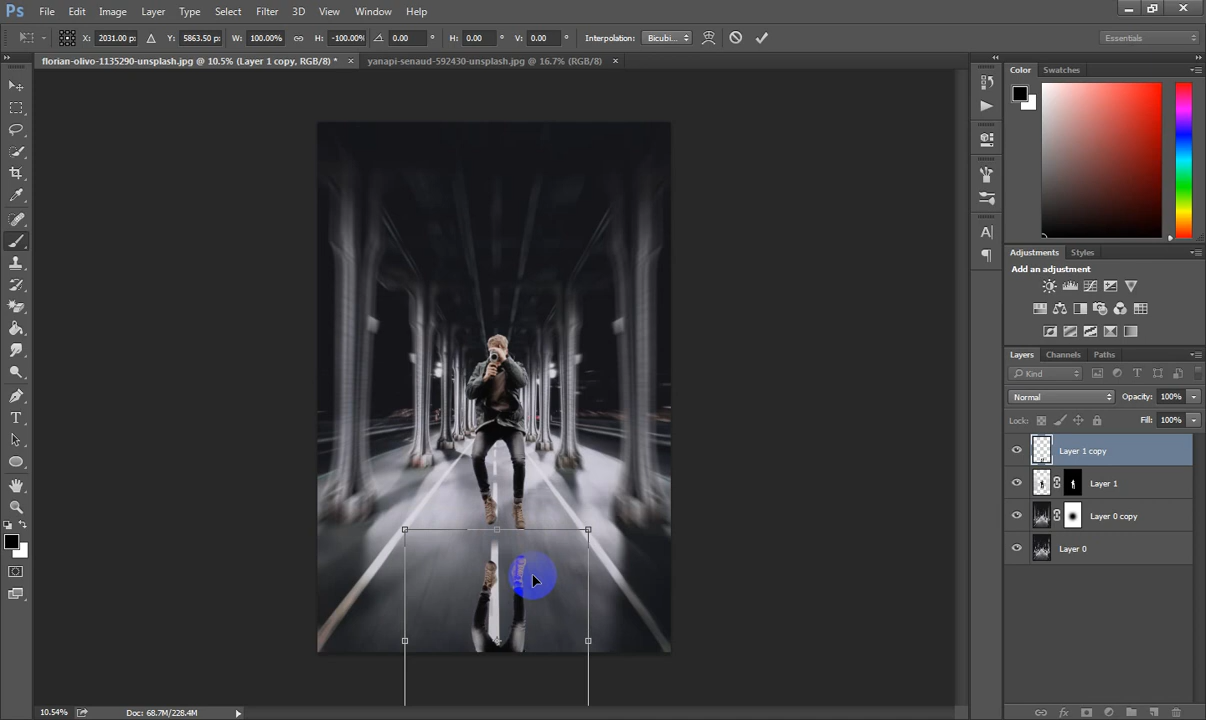 Ps File Edit Image Layer Type Select Filter 3D View Window Help
X: 2031.00 p: Y: 5863.50 p: W: 100.00% H: -100.00% 0.00 ° H: 0.00 ° V: 0.00 ° Interpolation: Bicubi... Essentials
florian-olivo-1135290-unsplash.jpg @ 10.5% (Layer 1 copy, RGB/8) * × yanapi-senaud-592430-unsplash.jpg @ 16.7% (RGB/8) ×
Color Swatches
Adjustments Styles
Add an adjustment
Layers Channels Paths
Kind
Normal Opacity: 100%
Lock: Fill: 100%
Layer 1 copy
Layer 1
Layer 0 copy
Layer 0
10.54% Doc: 68.7M/228.4M